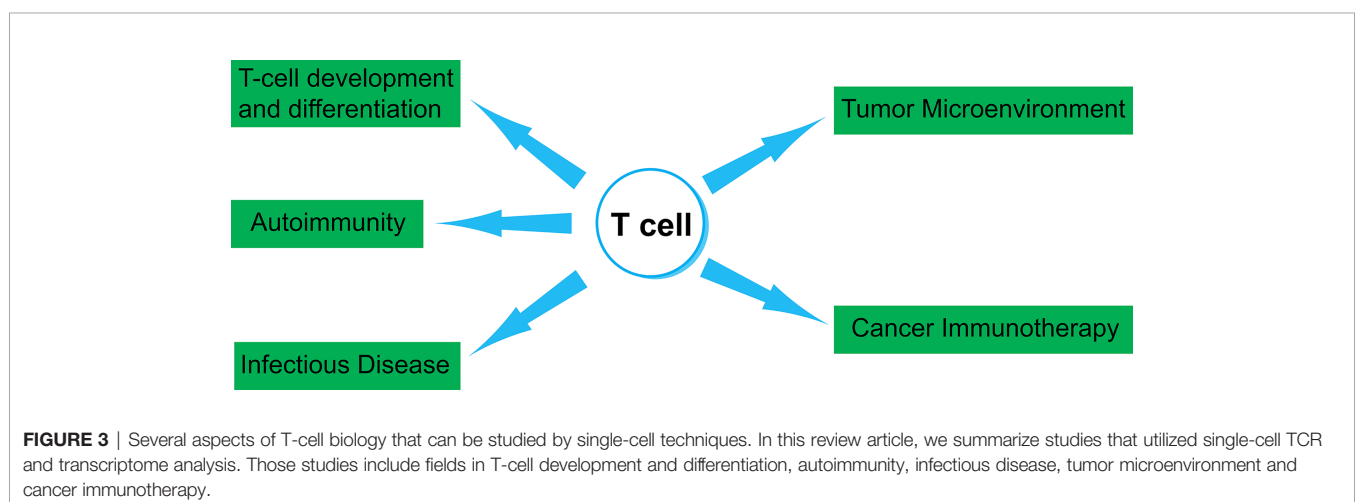 T-cell development
and differentiation
Autoimmunity
Infectious Disease
T cell
Tumor Microenvironment
Cancer Immunotherapy
FIGURE 3 | Several aspects of T-cell biology that can be studied by single-cell techniques. In this review article, we summarize studies that utilized single-cell TCR
and transcriptome analysis. Those studies include fields in T-cell development and differentiation, autoimmunity, infectious disease, tumor microenvironment and
cancer immunotherapy.